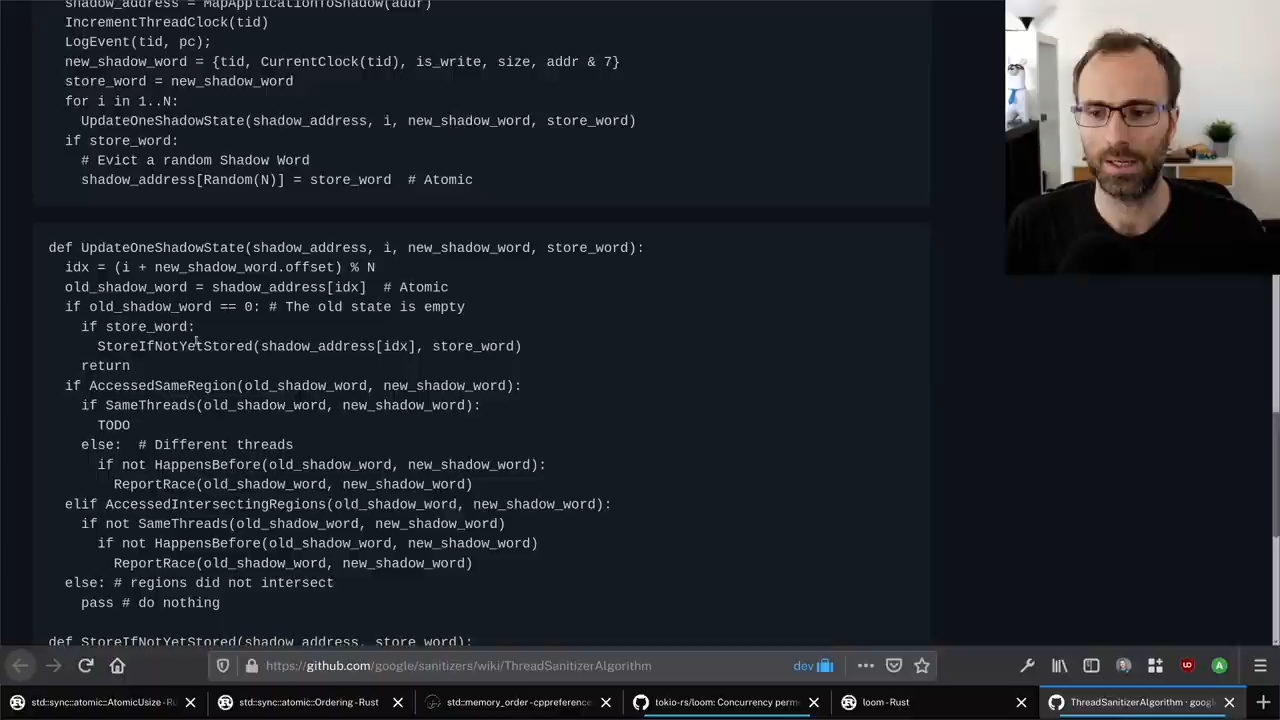 shadow_address = MapApplicationToShadow(addr)
IncrementThreadClock(tid)
LogEvent(tid, pc);
new_shadow_word = {tid, CurrentClock(tid), is_write, size, addr & 7}
store_word = new_shadow_word
for i in 1..N:
UpdateOneShadowState(shadow_address, i, new_shadow_word, store_word)
if store_word:
# Evict a random Shadow Word
shadow_address[Random(N)] = store_word  # Atomic
def UpdateOneShadowState(shadow_address, i, new_shadow_word, store_word):
idx = (i + new_shadow_word.offset) % N
old_shadow_word = shadow_address[idx]  # Atomic
if old_shadow_word == 0: # The old state is empty
if store_word:
StoreIfNotYetStored(shadow_address[idx], store_word)
return
if AccessedSameRegion(old_shadow_word, new_shadow_word):
if SameThreads(old_shadow_word, new_shadow_word):
TODO
else:  # Different threads
if not HappensBefore(old_shadow_word, new_shadow_word):
ReportRace(old_shadow_word, new_shadow_word)
elif AccessedIntersectingRegions(old_shadow_word, new_shadow_word):
if not SameThreads(old_shadow_word, new_shadow_word)
if not HappensBefore(old_shadow_word, new_shadow_word)
ReportRace(old_shadow_word, new_shadow_word)
else: # regions did not intersect
pass # do nothing
def StoreIfNotYetStored(shadow_address, store_word):
https://github.com/google/sanitizers/wiki/ThreadSanitizerAlgorithm dev
std::sync::atomic::AtomicUsize - Ru std::sync::atomic::Ordering - Rust std::memory_order - cppreference tokio-rs/loom: Concurrency perm loom - Rust ThreadSanitizerAlgorithm · googl